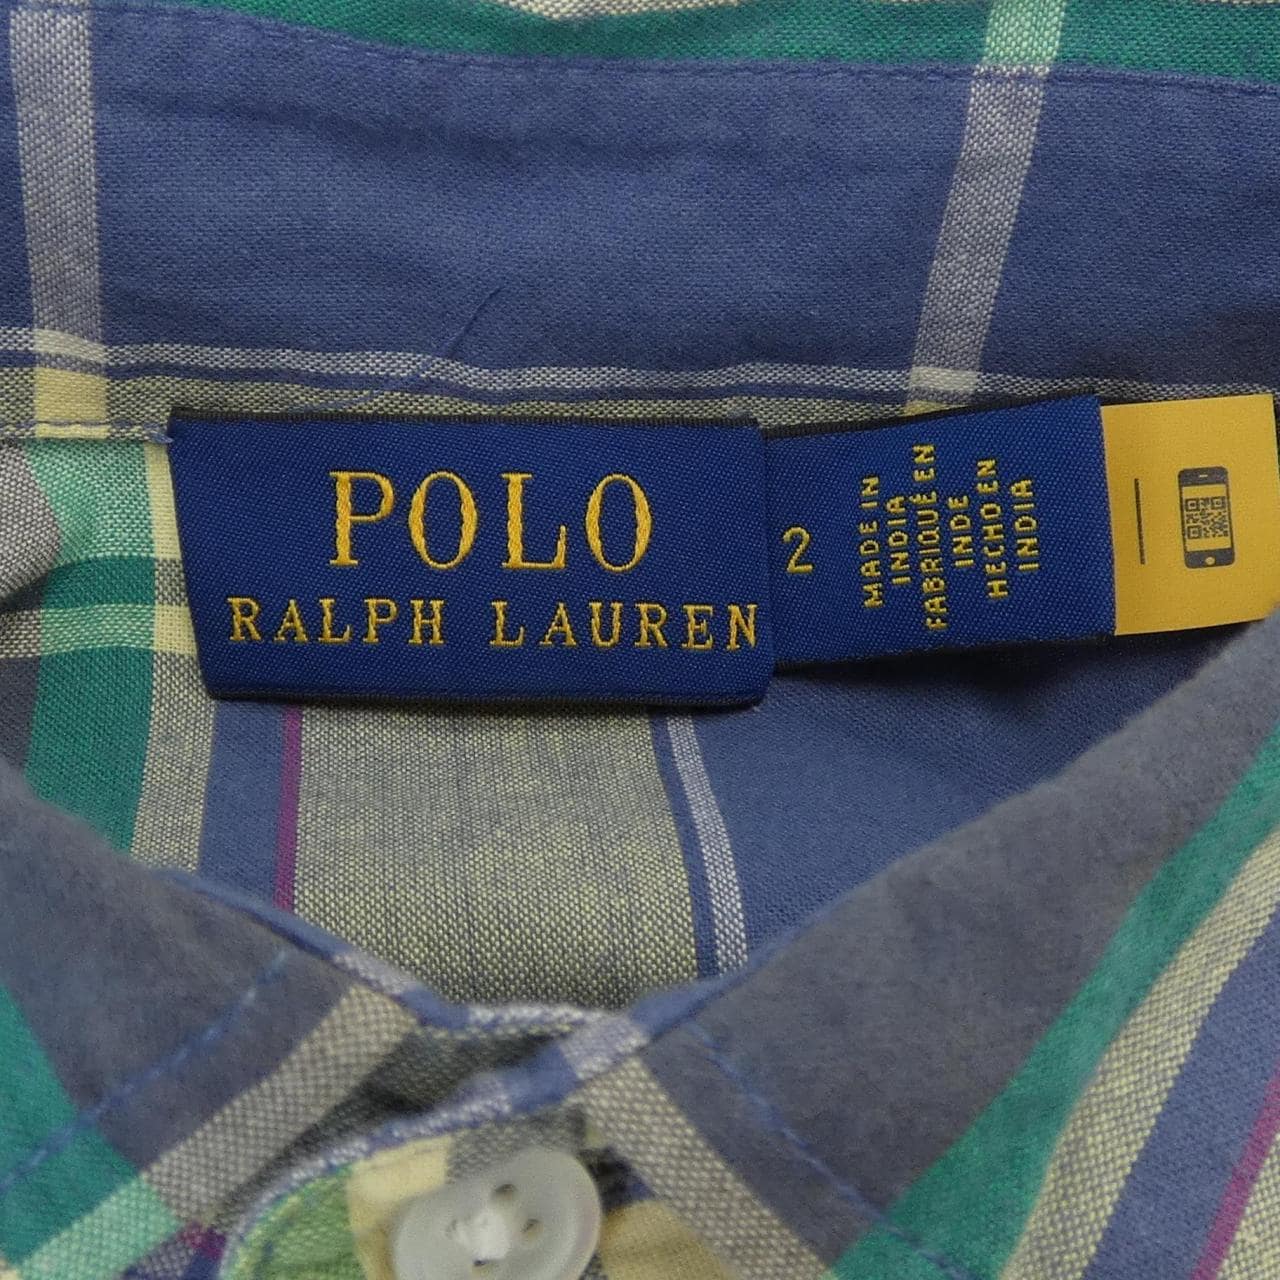 POLO
RALPH LAUREN
2
MADE IN
INDIA
FABRIQUÉ EN
INDE
HECHO EN
INDIA